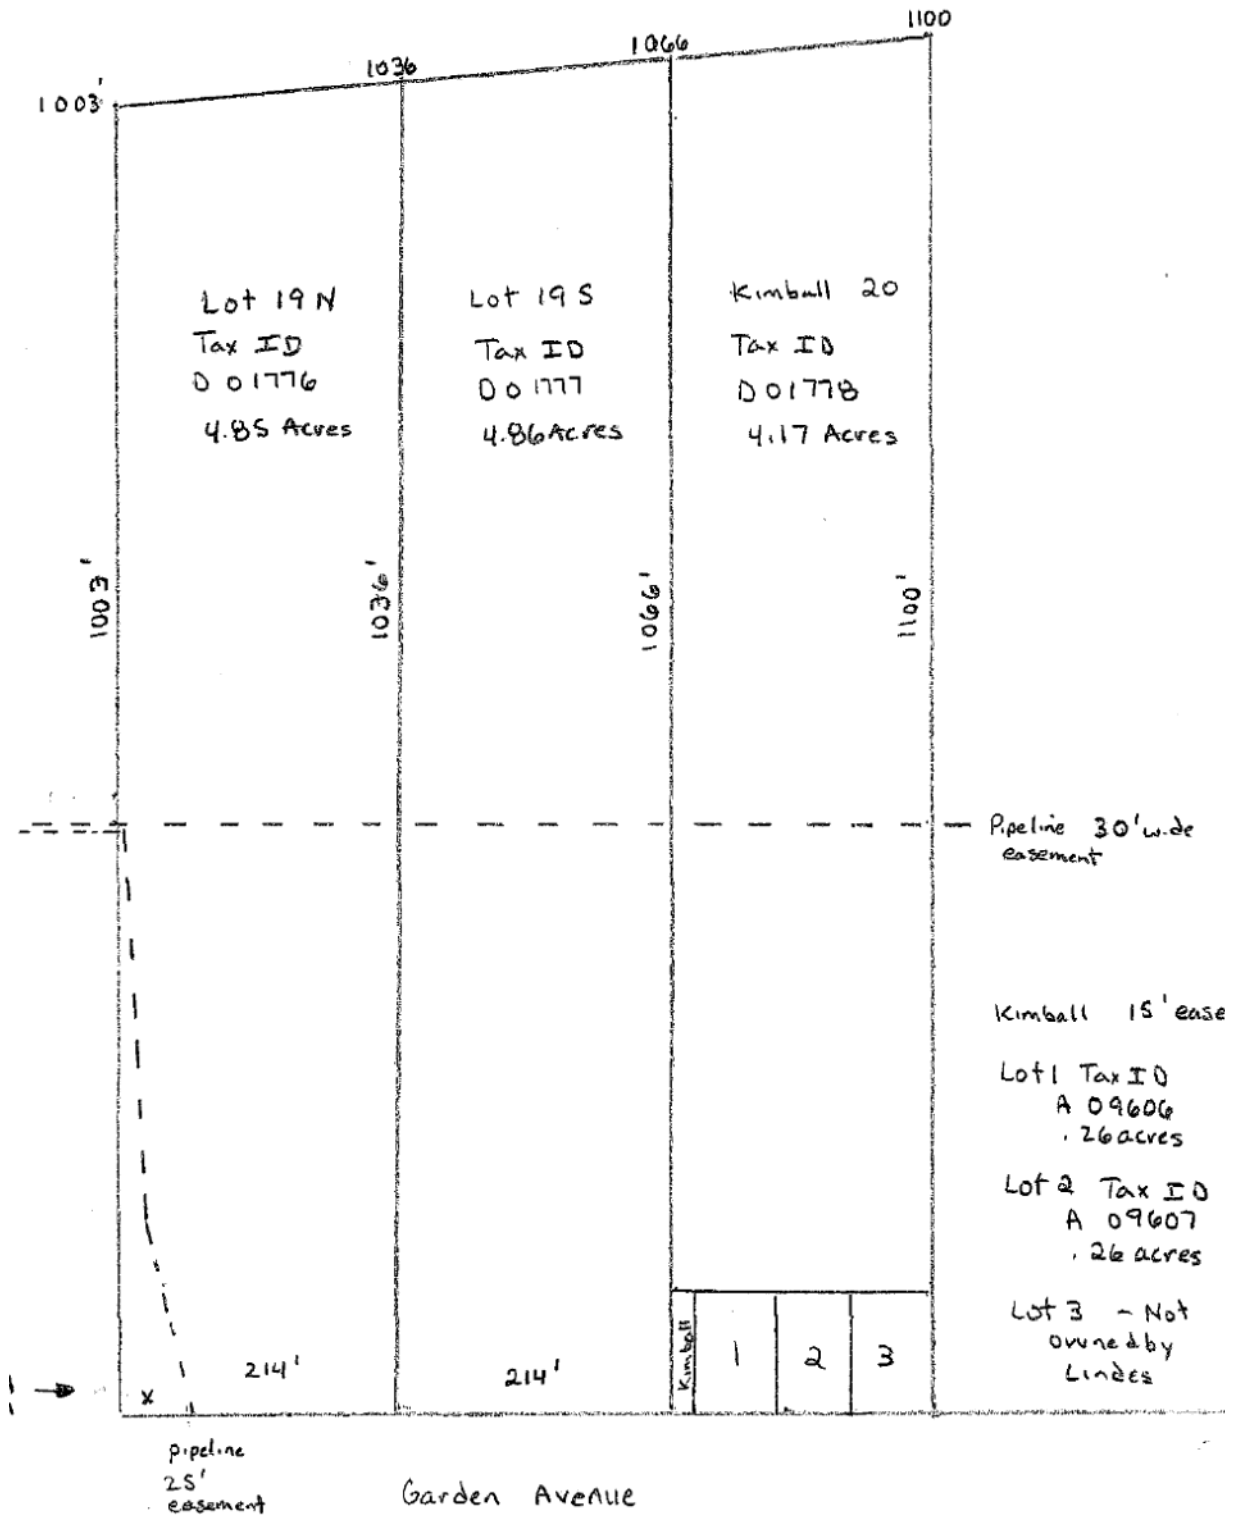 1100
1066
1036
1003'
Lot 19 N
Tax ID
D 01776
4.85 Acres
Lot 19 S
Tax ID
D 01777
4.86 Acres
Kimball 20
Tax ID
D 01778
4.17 Acres
1003'
1036'
1066'
1100'
Pipeline 30' wide
easement
Kimball 15' ease
Lot 1 Tax ID
A 09606
.26 acres
Lot 2 Tax ID
A 09607
.26 acres
Lot 3 - Not
owned by
Lindes
Kimball
1
2
3
214'
214'
x
pipeline
25'
easement
Garden Avenue